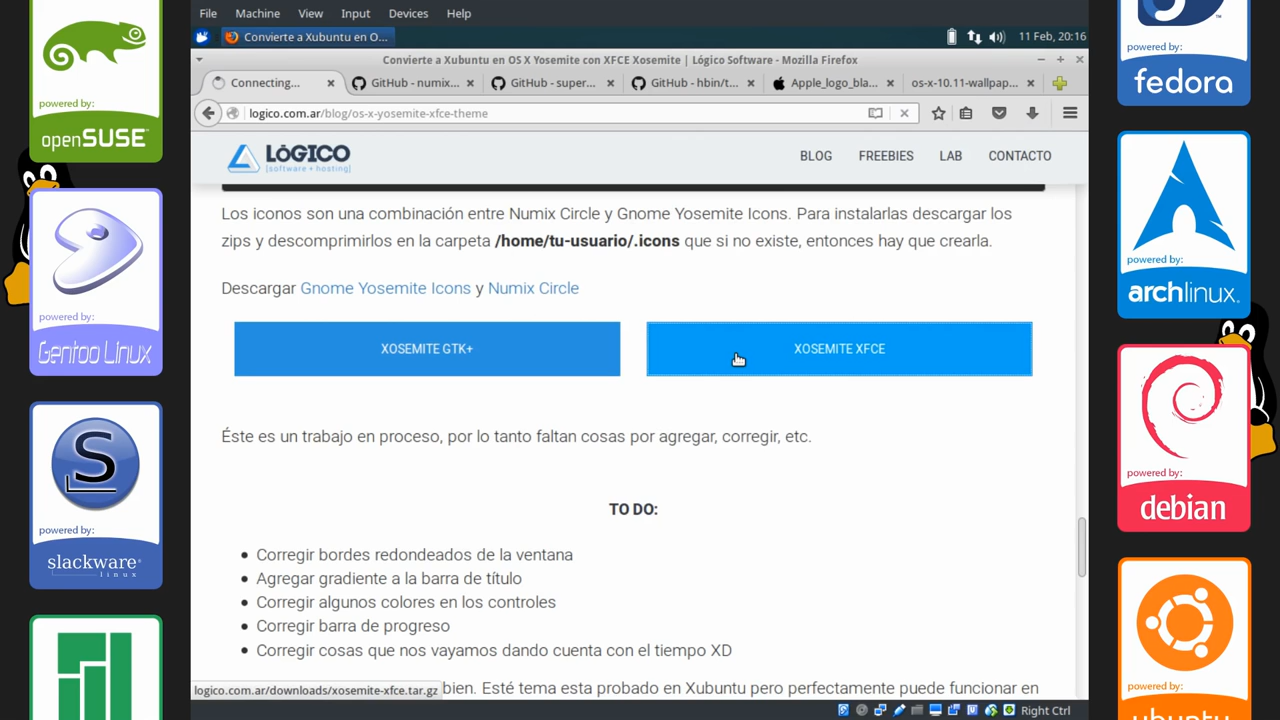 File Machine View Input Devices Help
Convierte a Xubuntu en O...
11 Feb, 20:16
Convierte a Xubuntu en OS X Yosemite con XFCE Xosemite | Lógico Software - Mozilla Firefox
Connecting...
GitHub - numix...
GitHub - super...
GitHub - hbin/t...
Apple_logo_bla...
os-x-10.11-wallpap...
logico.com.ar/blog/os-x-yosemite-xfce-theme
LòGICO
|software + hosting|
BLOG FREEBIES LAB CONTACTO
Los iconos son una combinación entre Numix Circle y Gnome Yosemite Icons. Para instalarlas descargar los
zips y descomprimirlos en la carpeta /home/tu-usuario/.icons que si no existe, entonces hay que crearla.
Descargar Gnome Yosemite Icons y Numix Circle
XOSEMITE GTK+
XOSEMITE XFCE
Éste es un trabajo en proceso, por lo tanto faltan cosas por agregar, corregir, etc.
TO DO:
Corregir bordes redondeados de la ventana
Agregar gradiente a la barra de título
Corregir algunos colores en los controles
Corregir barra de progreso
Corregir cosas que nos vayamos dando cuenta con el tiempo XD
bien. Esté tema esta probado en Xubuntu pero perfectamente puede funcionar en
logico.com.ar/downloads/xosemite-xfce.tar.gz
Right Ctrl
powered by:
openSUSE™
powered by:
Gentoo Linux
powered by:
slackware®
linux
powered by:
fedora
powered by:
archlinux.
powered by:
debian
powered by:
ubuntu